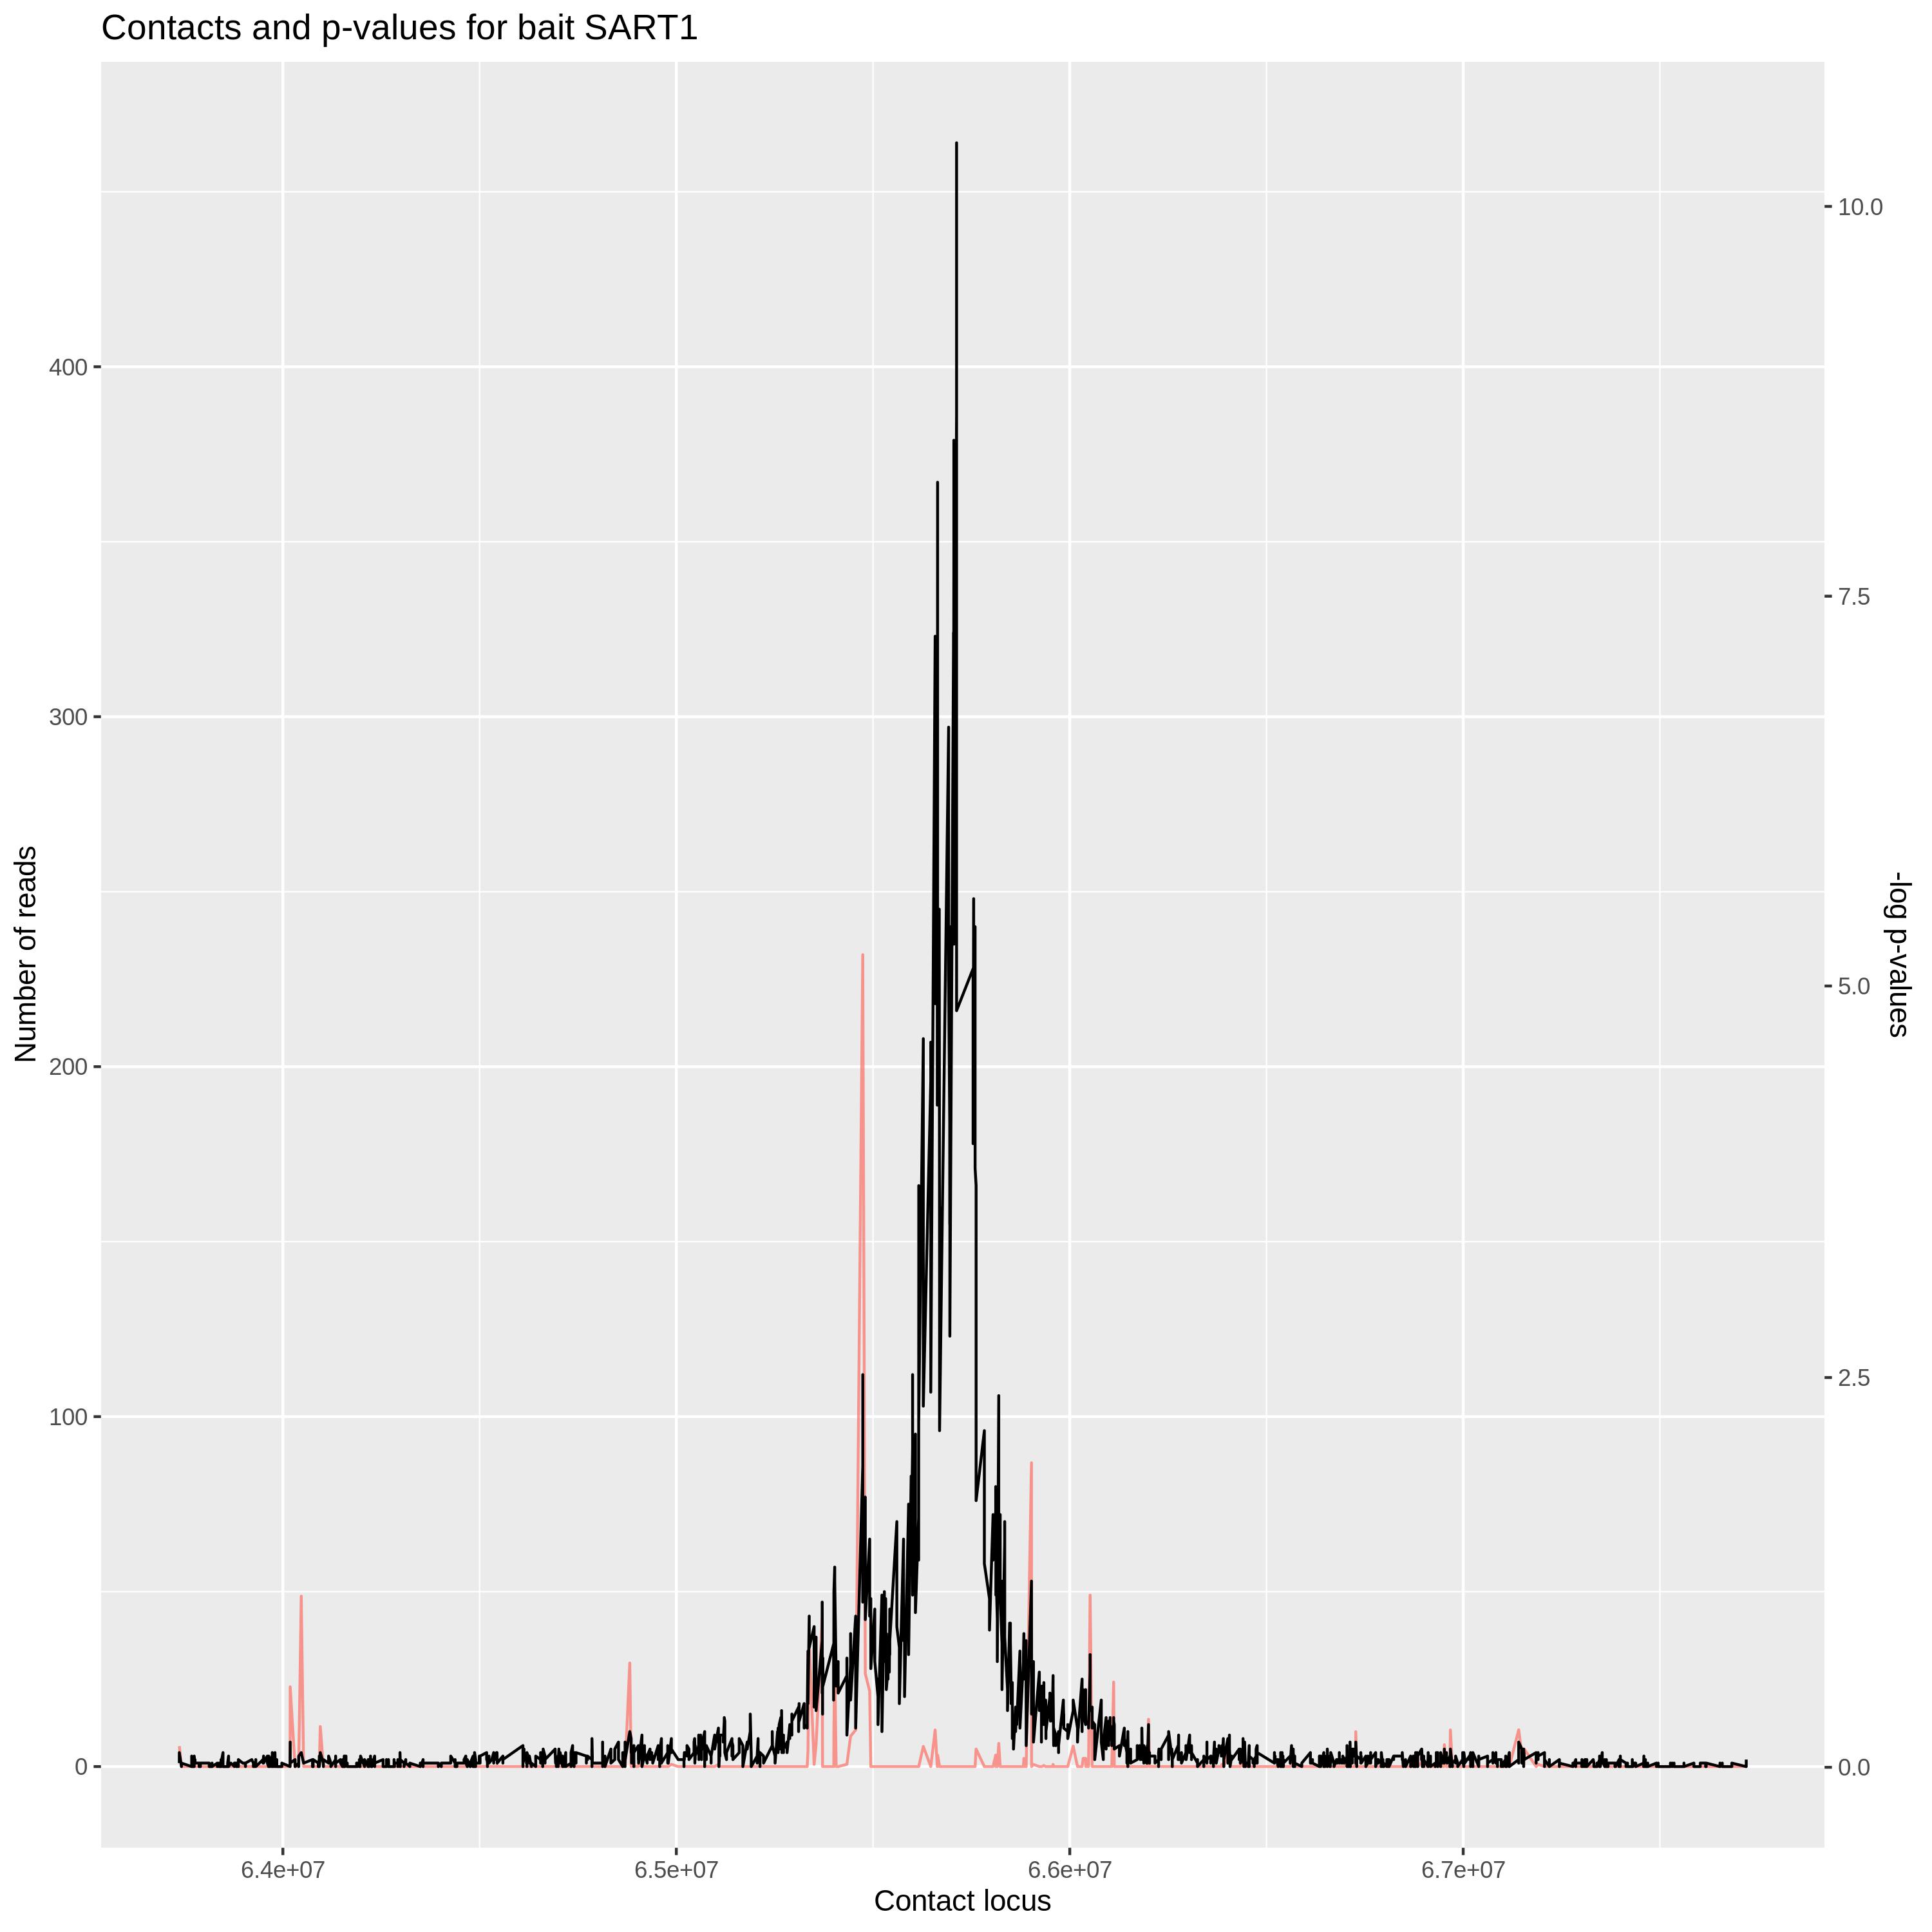 Contacts and p-values for bait SART1
Number of reads
400
300
200
100
0
10.0
7.5
5.0
2.5
0.0
-log p-values
6.4e+07
6.5e+07
6.6e+07
6.7e+07
Contact locus